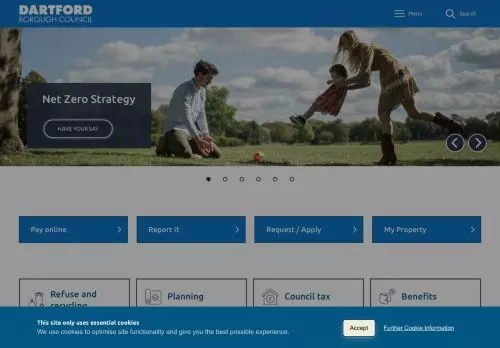 DARTFORD
BOROUGH COUNCIL
Menu
Search
Net Zero Strategy
HAVE YOUR SAY
Pay online
Report it
Request / Apply
My Property
Refuse and
recycling
Planning
Council tax
Benefits
This site only uses essential cookies
We use cookies to optimise site functionality and give you the best possible experience.
Accept
Further Cookie Information